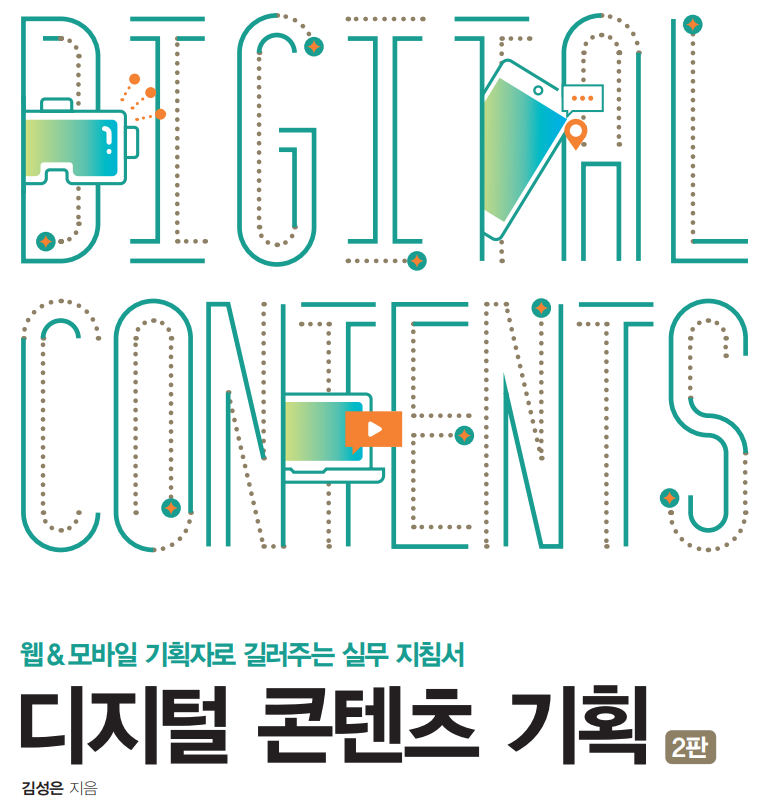 DIGITAL
CONTENTS
웹 & 모바일 기획자로 길러주는 실무 지침서
디지털 콘텐츠 기획 2판
김성은 지음